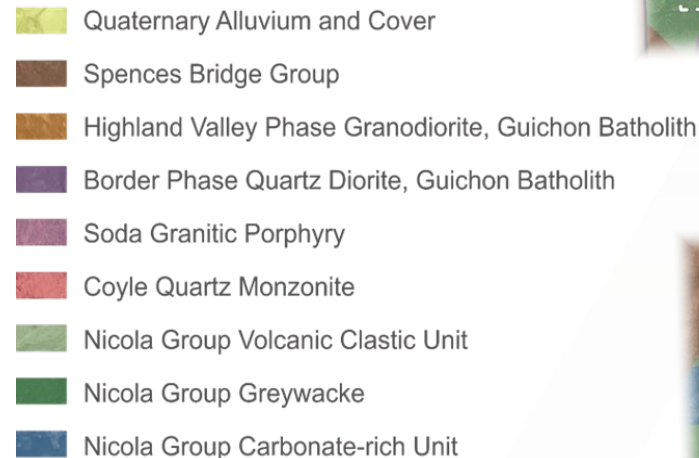 Quaternary Alluvium and Cover
Spences Bridge Group
Highland Valley Phase Granodiorite, Guichon Batholith
Border Phase Quartz Diorite, Guichon Batholith
Soda Granitic Porphyry
Coyle Quartz Monzonite
Nicola Group Volcanic Clastic Unit
Nicola Group Greywacke
Nicola Group Carbonate-rich Unit